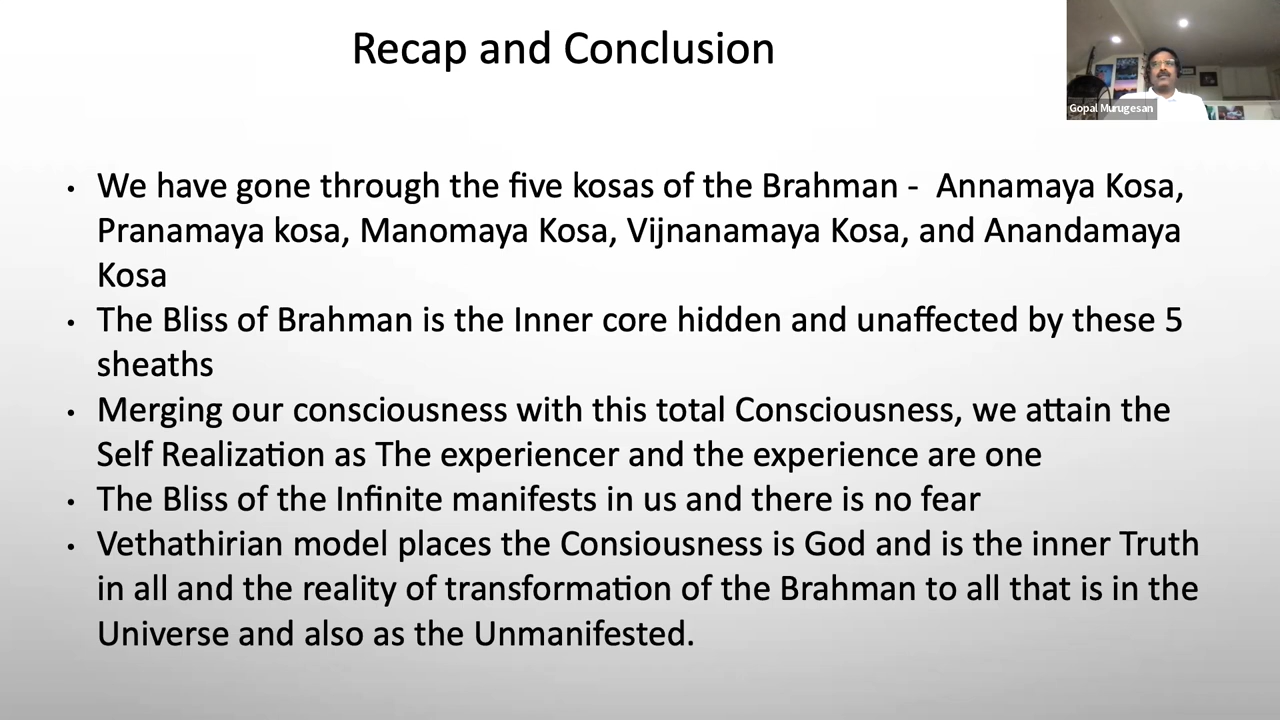 Recap and Conclusion
Gopal Murugesan
• We have gone through the five kosas of the Brahman - Annamaya Kosa,
Pranamaya kosa, Manomaya Kosa, Vijnanamaya Kosa, and Anandamaya
Kosa
• The Bliss of Brahman is the Inner core hidden and unaffected by these 5
sheaths
• Merging our consciousness with this total Consciousness, we attain the
Self Realization as The experiencer and the experience are one
• The Bliss of the Infinite manifests in us and there is no fear
• Vethathirian model places the Consiousness is God and is the inner Truth
in all and the reality of transformation of the Brahman to all that is in the
Universe and also as the Unmanifested.